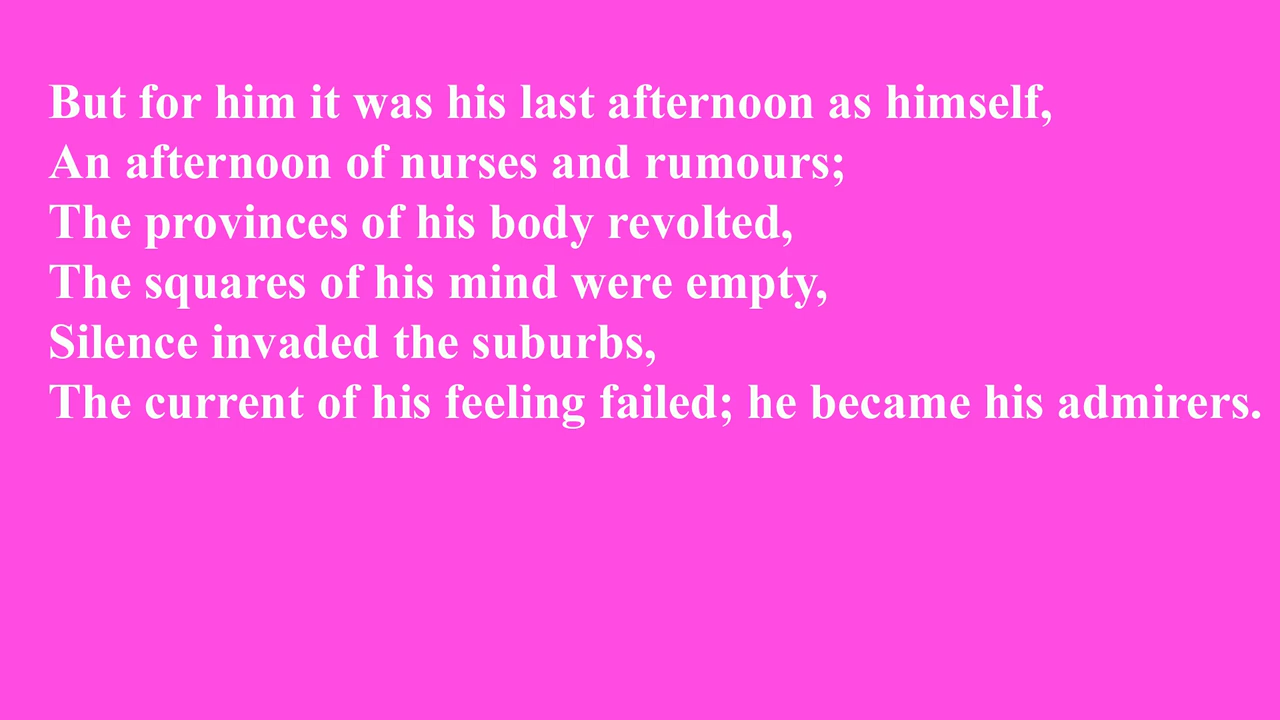 But for him it was his last afternoon as himself,
An afternoon of nurses and rumours;
The provinces of his body revolted,
The squares of his mind were empty,
Silence invaded the suburbs,
The current of his feeling failed; he became his admirers.